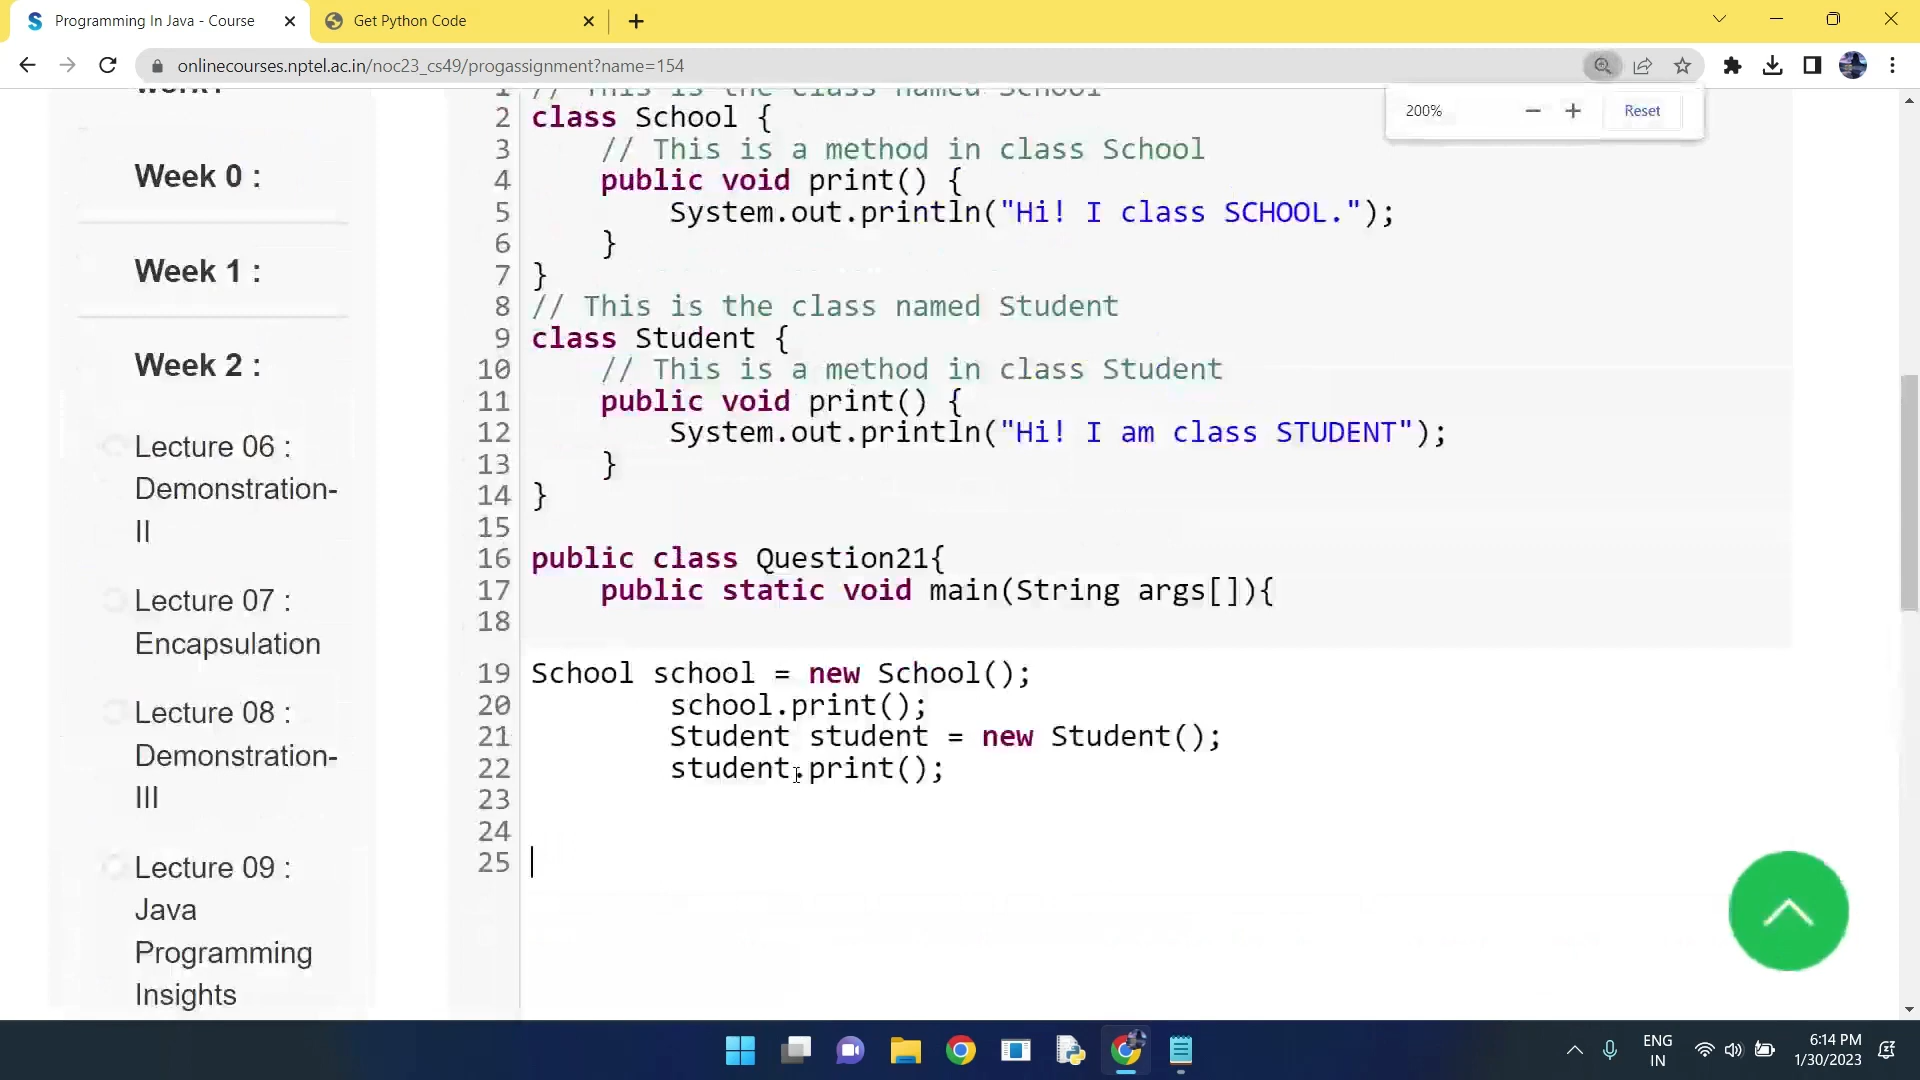 Programming In Java - Course
Get Python Code
onlinecourses.nptel.ac.in/noc23_cs49/progassignment?name=154
200%
Reset
Week 0 :
Week 1 :
Week 2 :
Lecture 06 :
Demonstration-
II
Lecture 07 :
Encapsulation
Lecture 08 :
Demonstration-
III
Lecture 09 :
Java
Programming
Insights
1 // This is the class named School
2 class School {
3     // This is a method in class School
4     public void print() {
5         System.out.println("Hi! I class SCHOOL.");
6     }
7 }
8 // This is the class named Student
9 class Student {
10     // This is a method in class Student
11     public void print() {
12         System.out.println("Hi! I am class STUDENT");
13     }
14 }
15
16 public class Question21{
17     public static void main(String args[]){
18
19 School school = new School();
20         school.print();
21         Student student = new Student();
22         student.print();
23
24
25
ENG
IN
6:14 PM
1/30/2023